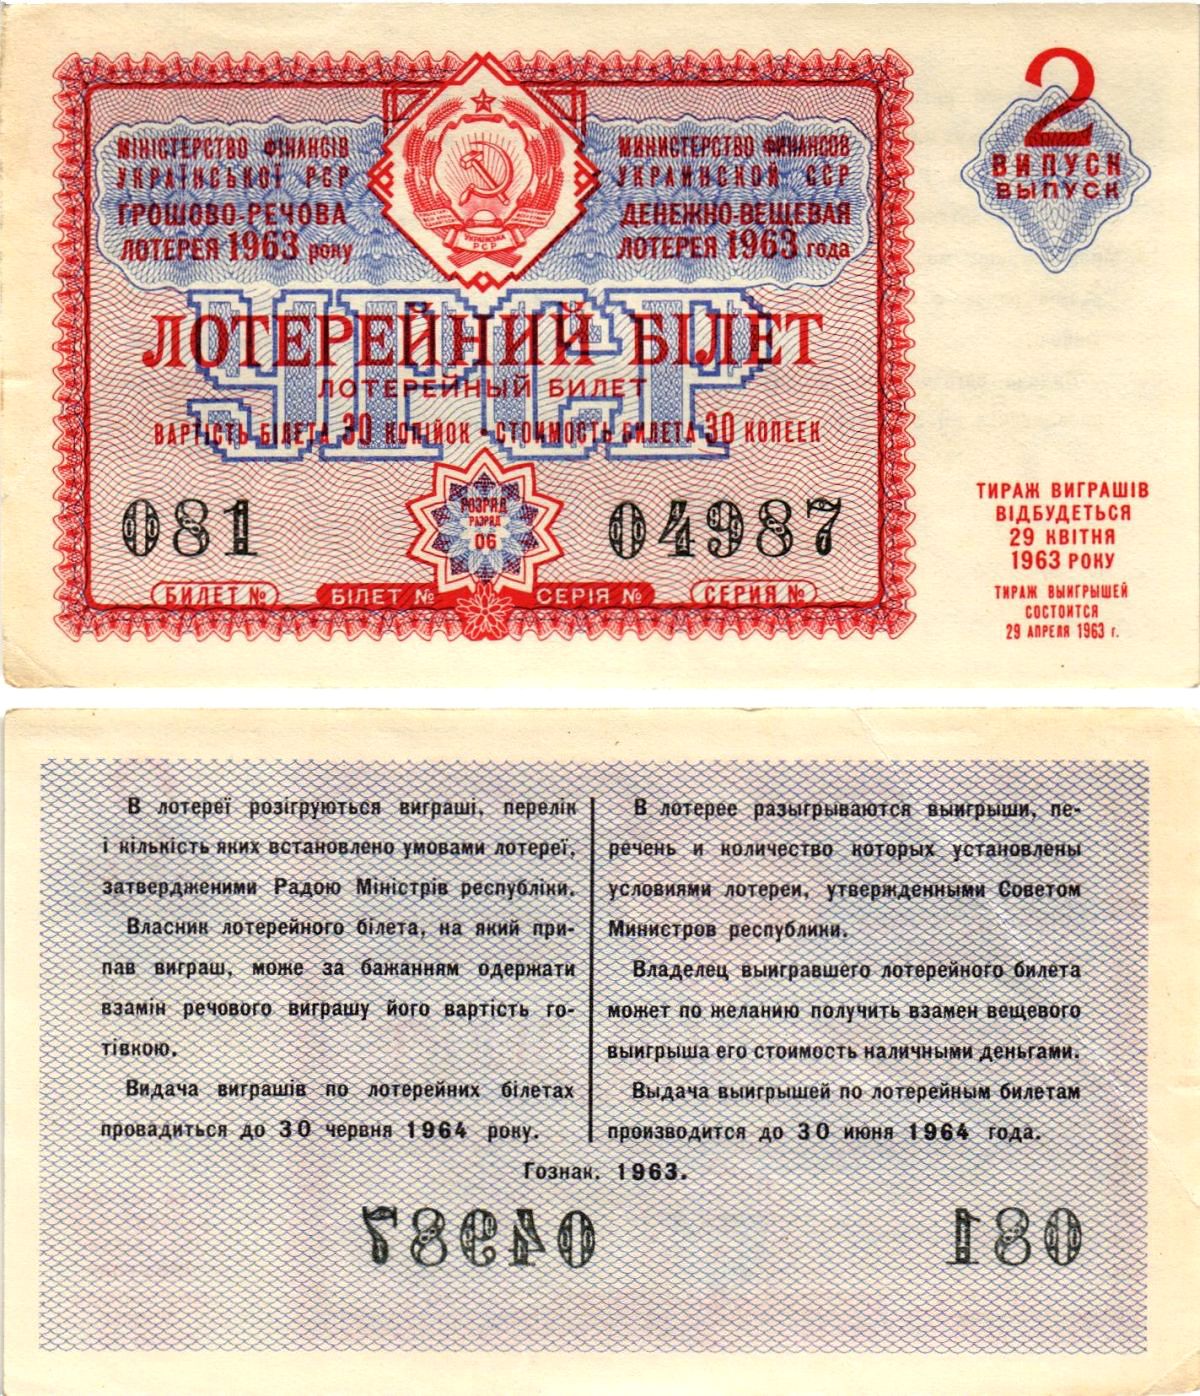 2
ВИПУСК
ВЫПУСК
МІНІСТЕРСТВО ФІНАНСІВ
УКРАЇНСЬКОЇ РСР
ГРОШОВО-РЕЧОВА
ЛОТЕРЕЯ 1963 року
МИНИСТЕРСТВО ФИНАНСОВ
УКРАИНСКОЙ ССР
ДЕНЕЖНО-ВЕЩЕВАЯ
ЛОТЕРЕЯ 1963 года
УКРАЇНСЬКА
РСР
УРСР
ЛОТЕРЕЙНИЙ БІЛЕТ
ЛОТЕРЕЙНЫЙ БИЛЕТ
ВАРТІСТЬ БІЛЕТА 30 КОПІЙОК СТОИМОСТЬ БИЛЕТА 30 КОПЕЕК
081
РОЗРЯД
РАЗРЯД
06
04987
БИЛЕТ № БІЛЕТ № СЕРІЯ № СЕРИЯ №
ТИРАЖ ВИГРАШІВ
ВІДБУДЕТЬСЯ
29 КВІТНЯ
1963 РОКУ
ТИРАЖ ВЫИГРЫШЕЙ
СОСТОИТСЯ
29 АПРЕЛЯ 1963 г.
В лотереї розігруються виграші, перелік
і кількість яких встановлено умовами лотереї,
затвердженими Радою Міністрів республіки.
Власник лотерейного білета, на який при-
пав виграш, може за бажанням одержати
взамін речового виграшу його вартість го-
тівкою.
Видача виграшів по лотерейних білетах
провадиться до 30 червня 1964 року.
В лотерее разыгрываются выигрыши, пе-
речень и количество которых установлены
условиями лотереи, утвержденными Советом
Министров республики.
Владелец выигравшего лотерейного билета
может по желанию получить взамен вещевого
выигрыша его стоимость наличными деньгами.
Выдача выигрышей по лотерейным билетам
производится до 30 июня 1964 года.
Гознак. 1963.
04987
081